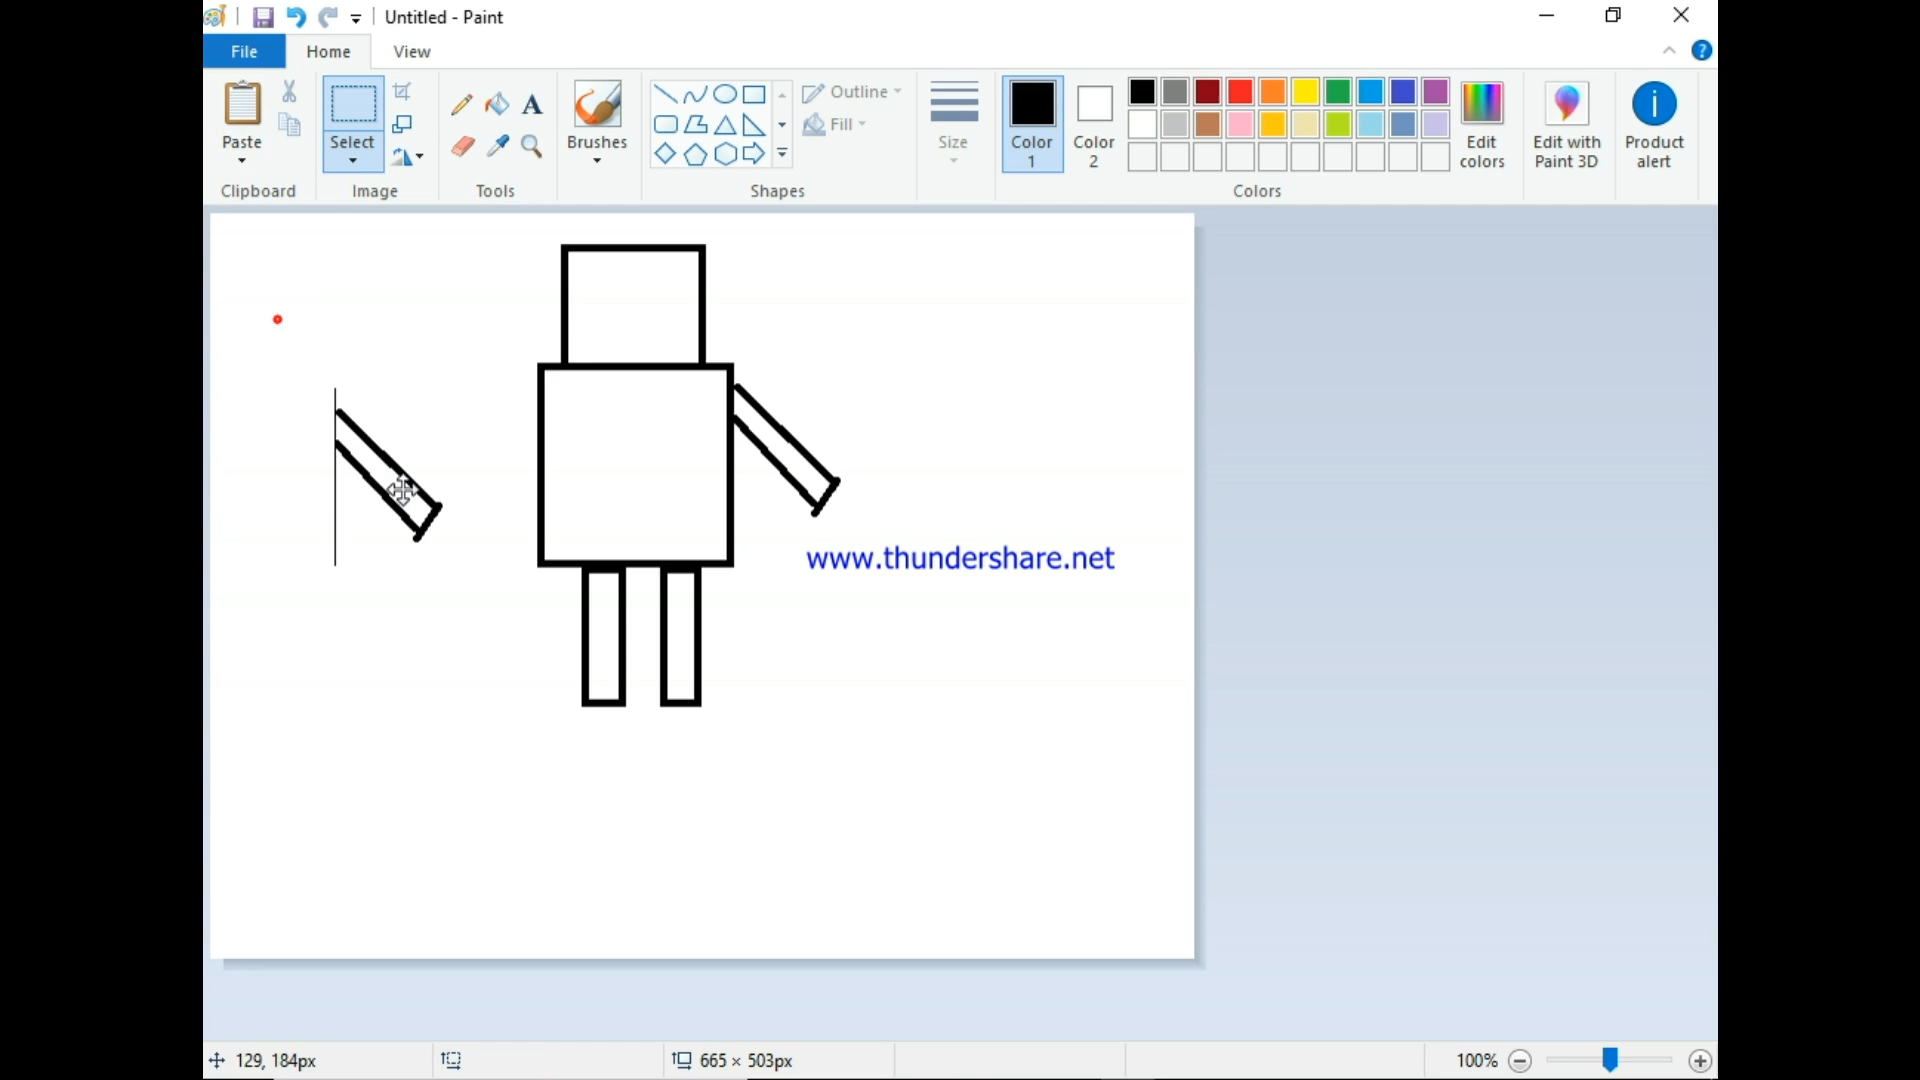 Untitled - Paint
File Home View
Paste Select Brushes Outline Fill Size Color 1 Color 2 Edit colors Edit with Paint 3D Product alert
Clipboard Image Tools Shapes Colors
www.thundershare.net
129, 184px 665 × 503px 100%